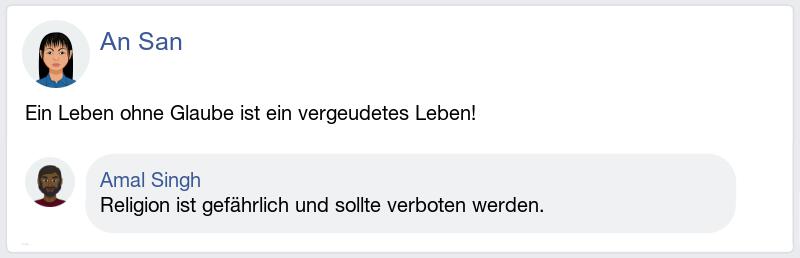 An San
Ein Leben ohne Glaube ist ein vergeudetes Leben!
Amal Singh
Religion ist gefährlich und sollte verboten werden.